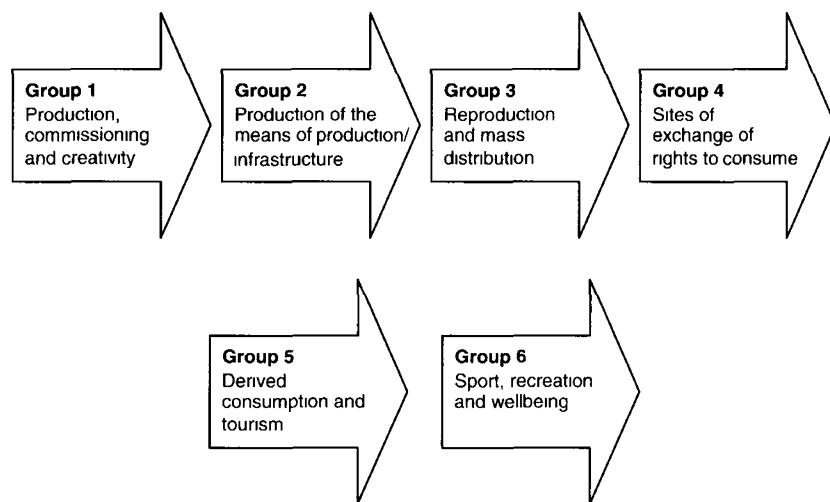 Group 1
Production,
commissioning
and creativity
Group 2
Production of the
means of production/
infrastructure
Group 3
Reproduction
and mass
distribution
Group 4
Sites of
exchange of
rights to consume
Group 5
Derived
consumption and
tourism
Group 6
Sport, recreation
and wellbeing